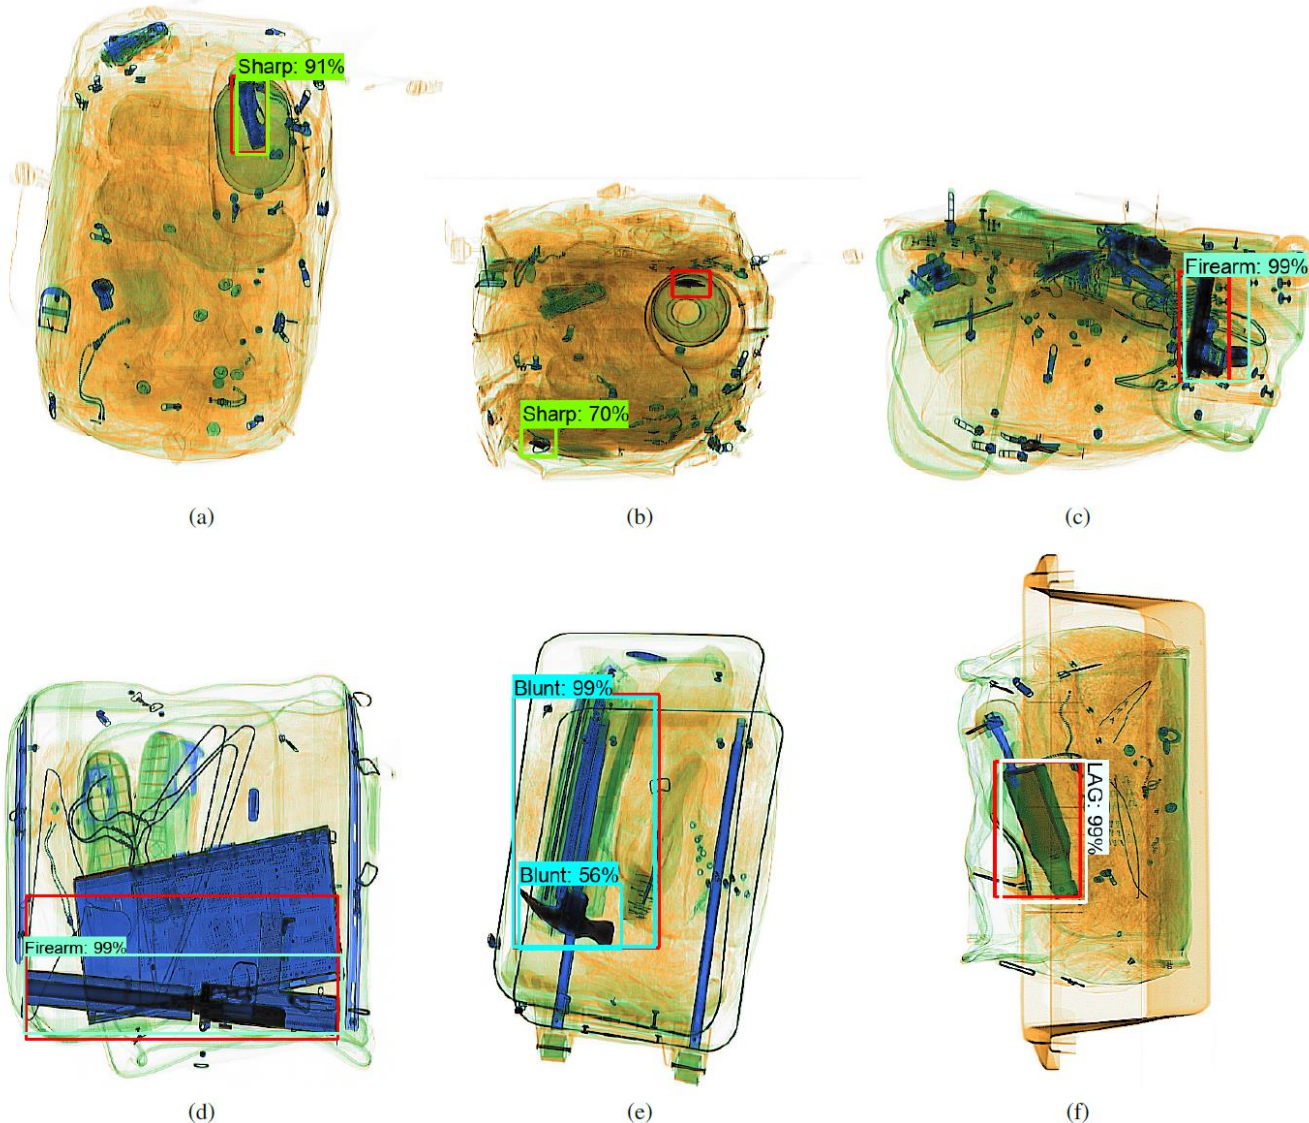 Sharp: 91%
Sharp: 70%
Firearm: 99%
(a)
(b)
(c)
Firearm: 99%
Blunt: 99%
Blunt: 56%
LAG: 99%
(d)
(e)
(f)